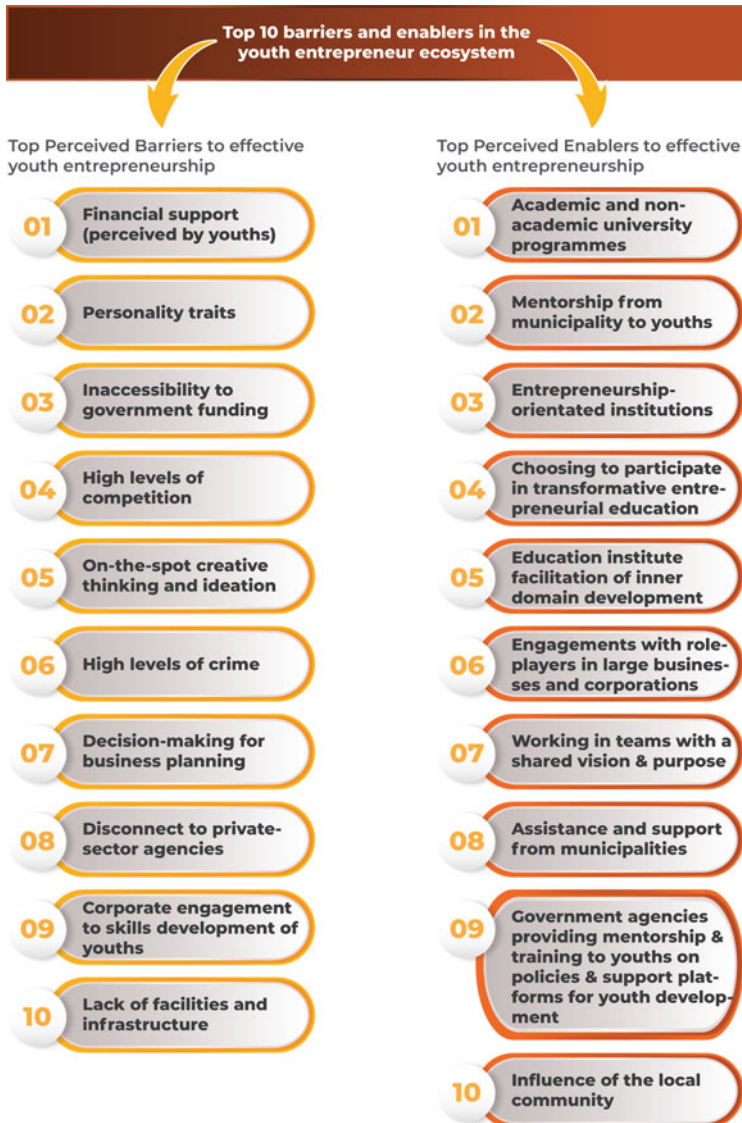 Top 10 barriers and enablers in the
youth entrepreneur ecosystem
Top Perceived Barriers to effective
youth entrepreneurship
01
Financial support
(perceived by youths)
02
Personality traits
03
Inaccessibility to
government funding
04
High levels of
competition
05
On-the-spot creative
thinking and ideation
06
High levels of crime
07
Decision-making for
business planning
08
Disconnect to private-
sector agencies
09
Corporate engagement
to skills development of
youths
10
Lack of facilities and
infrastructure
Top Perceived Enablers to effective
youth entrepreneurship
01
Academic and non-
academic university
programmes
02
Mentorship from
municipality to youths
03
Entrepreneurship-
orientated institutions
04
Choosing to participate
in transformative entre-
preneurial education
05
Education institute
facilitation of inner
domain development
06
Engagements with role-
players in large busines-
ses and corporations
07
Working in teams with a
shared vision & purpose
08
Assistance and support
from municipalities
09
Government agencies
providing mentorship &
training to youths on
policies & support plat-
forms for youth develop-
ment
10
Influence of the local
community